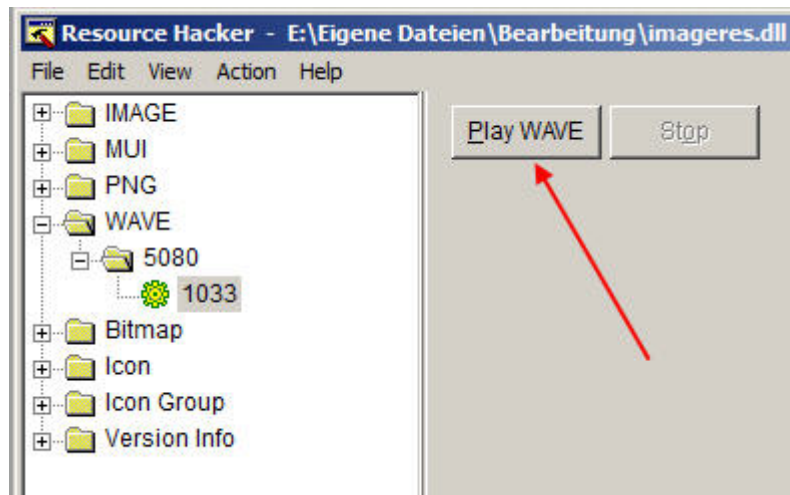 Resource Hacker - E:\Eigene Dateien\Bearbeitung\imageres.dll
File Edit View Action Help
IMAGE
MUI
PNG
WAVE
5080
1033
Bitmap
Icon
Icon Group
Version Info
Play WAVE Stop